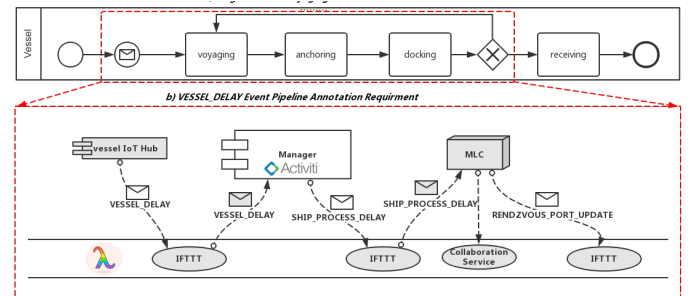 Vessel
voyaging
anchoring
docking
receiving
b) VESSEL_DELAY Event Pipeline Annotation Requirment
vessel IoT Hub
Manager
Activiti
MLC
VESSEL_DELAY
VESSEL_DELAY
SHIP_PROCESS_DELAY
SHIP_PROCESS_DELAY
RENDZVOUS_PORT_UPDATE
λ
IFTTT
IFTTT
Collaboration
Service
IFTTT